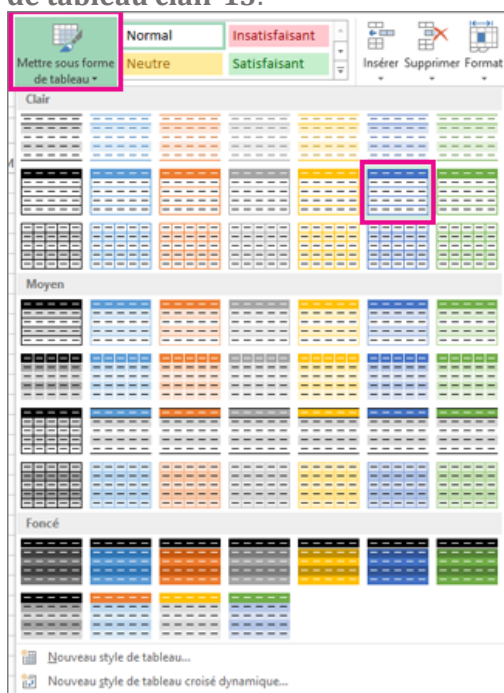 de tableau clair 13.
Mettre sous forme
de tableau
Normal
Insatisfaisant
Neutre
Satisfaisant
Insérer Supprimer Format
Clair
Moyen
Foncé
Nouveau style de tableau...
Nouveau style de tableau croisé dynamique...